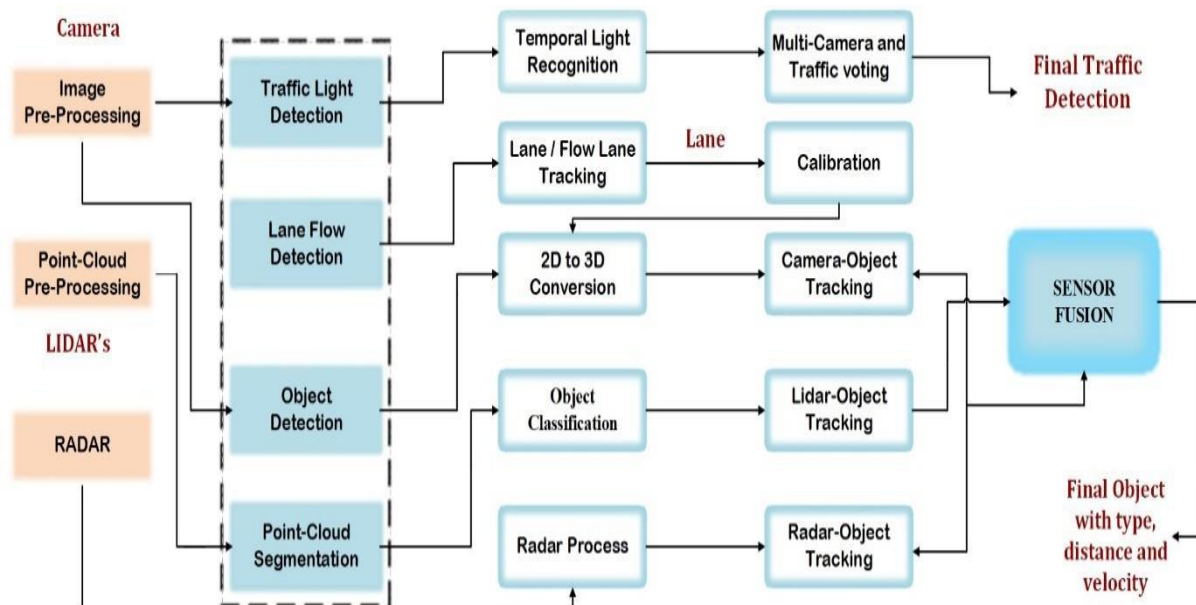 Camera
Image
Pre-Processing
Point-Cloud
Pre-Processing
LIDAR's
RADAR
Traffic Light
Detection
Lane Flow
Detection
Object
Detection
Point-Cloud
Segmentation
Temporal Light
Recognition
Multi-Camera and
Traffic voting
Final Traffic
Detection
Lane / Flow Lane
Tracking
Lane
Calibration
2D to 3D
Conversion
Camera-Object
Tracking
Object
Classification
Lidar-Object
Tracking
Radar Process
Radar-Object
Tracking
SENSOR
FUSION
Final Object
with type,
distance and
velocity